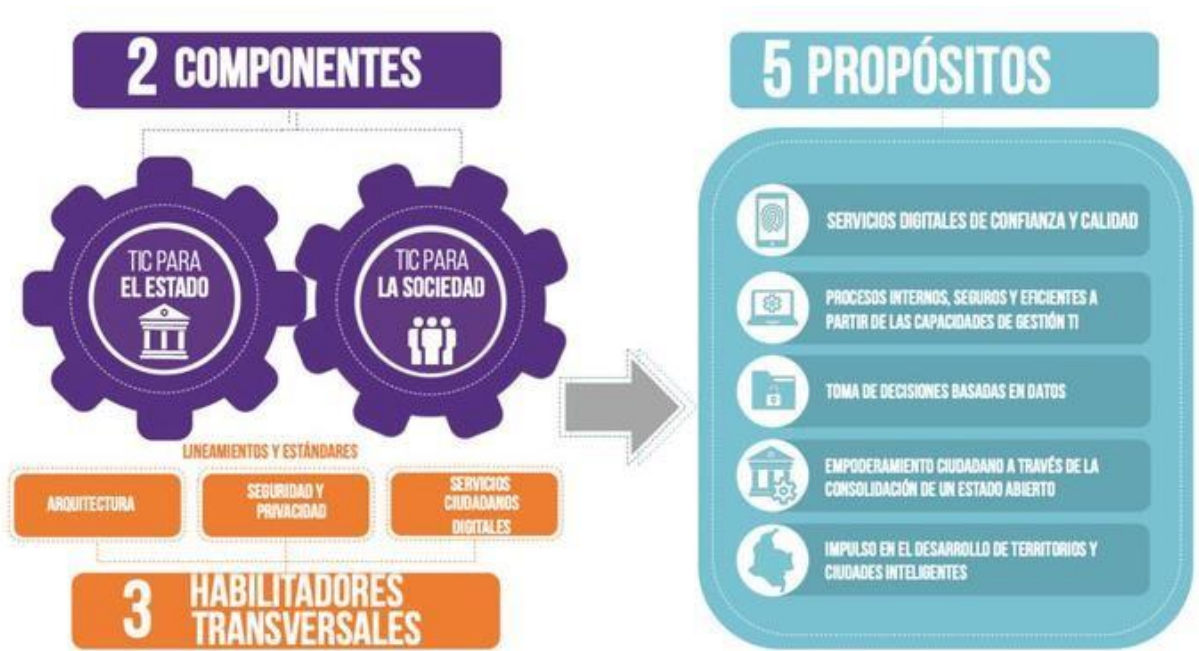 2 COMPONENTES
TIC PARA
EL ESTADO
TIC PARA
LA SOCIEDAD
LINEAMIENTOS Y ESTÁNDARES
ARQUITECTURA
SEGURIDAD Y
PRIVACIDAD
SERVICIOS
CIUDADANOS
DIGITALES
3 HABILITADORES
TRANSVERSALES
5 PROPÓSITOS
SERVICIOS DIGITALES DE CONFIANZA Y CALIDAD
PROCESOS INTERNOS, SEGUROS Y EFICIENTES A
PARTIR DE LAS CAPACIDADES DE GESTIÓN TI
TOMA DE DECISIONES BASADAS EN DATOS
EMPODERAMIENTO CIUDADANO A TRAVÉS DE LA
CONSOLIDACIÓN DE UN ESTADO ABIERTO
IMPULSO EN EL DESARROLLO DE TERRITORIOS Y
CIUDADES INTELIGENTES